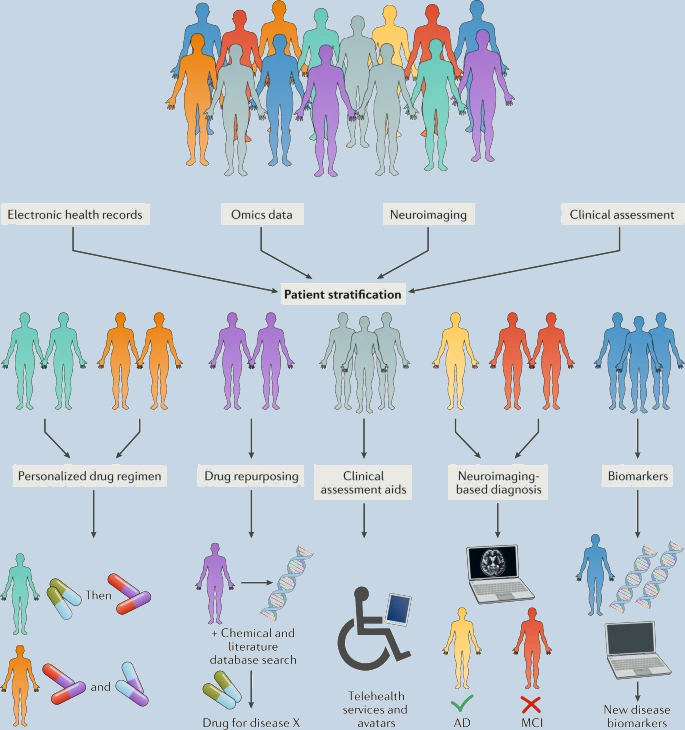 Electronic health records
Omics data
Neuroimaging
Clinical assessment
Patient stratification
Personalized drug regimen
Drug repurposing
Clinical
assessment aids
Neuroimaging-
based diagnosis
Biomarkers
Then
+ Chemical and
literature
database search
and
Drug for disease X
Telehealth
services and
avatars
AD
MCI
New disease
biomarkers